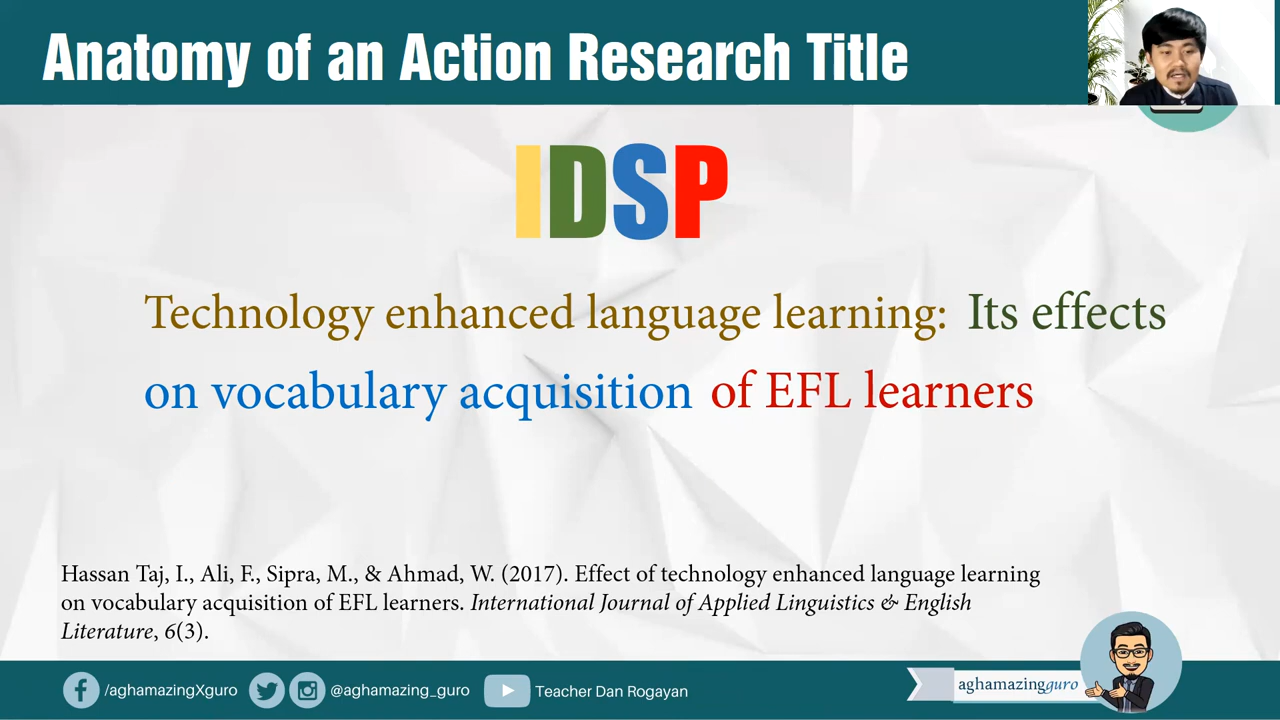 Anatomy of an Action Research Title
IDSP
Technology enhanced language learning: Its effects
on vocabulary acquisition of EFL learners
Hassan Taj, I., Ali, F., Sipra, M., & Ahmad, W. (2017). Effect of technology enhanced language learning
on vocabulary acquisition of EFL learners. International Journal of Applied Linguistics & English
Literature, 6(3).
/aghamazingXguro @aghamazing_guro Teacher Dan Rogayan aghamazingguro